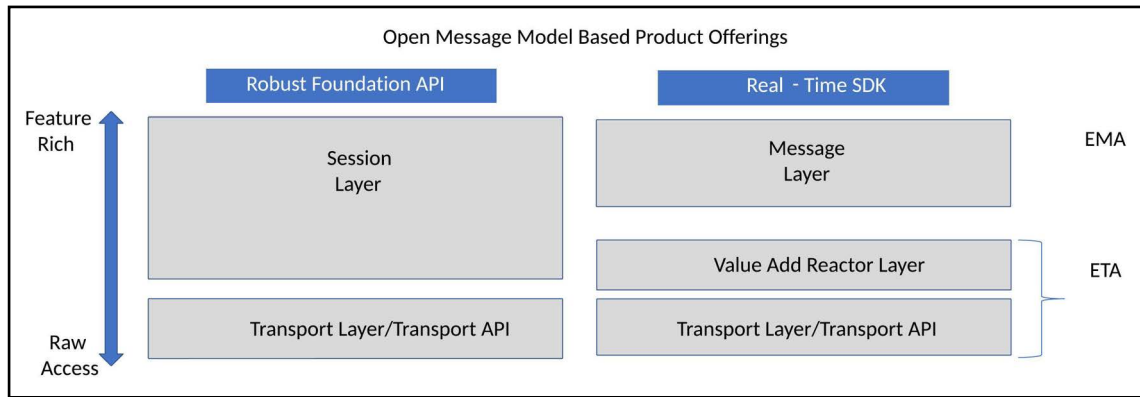 Open Message Model Based Product Offerings
Robust Foundation API
Real - Time SDK
Feature
Rich
Session
Layer
Message
Layer
EMA
Value Add Reactor Layer
ETA
Transport Layer/Transport API
Transport Layer/Transport API
Raw
Access